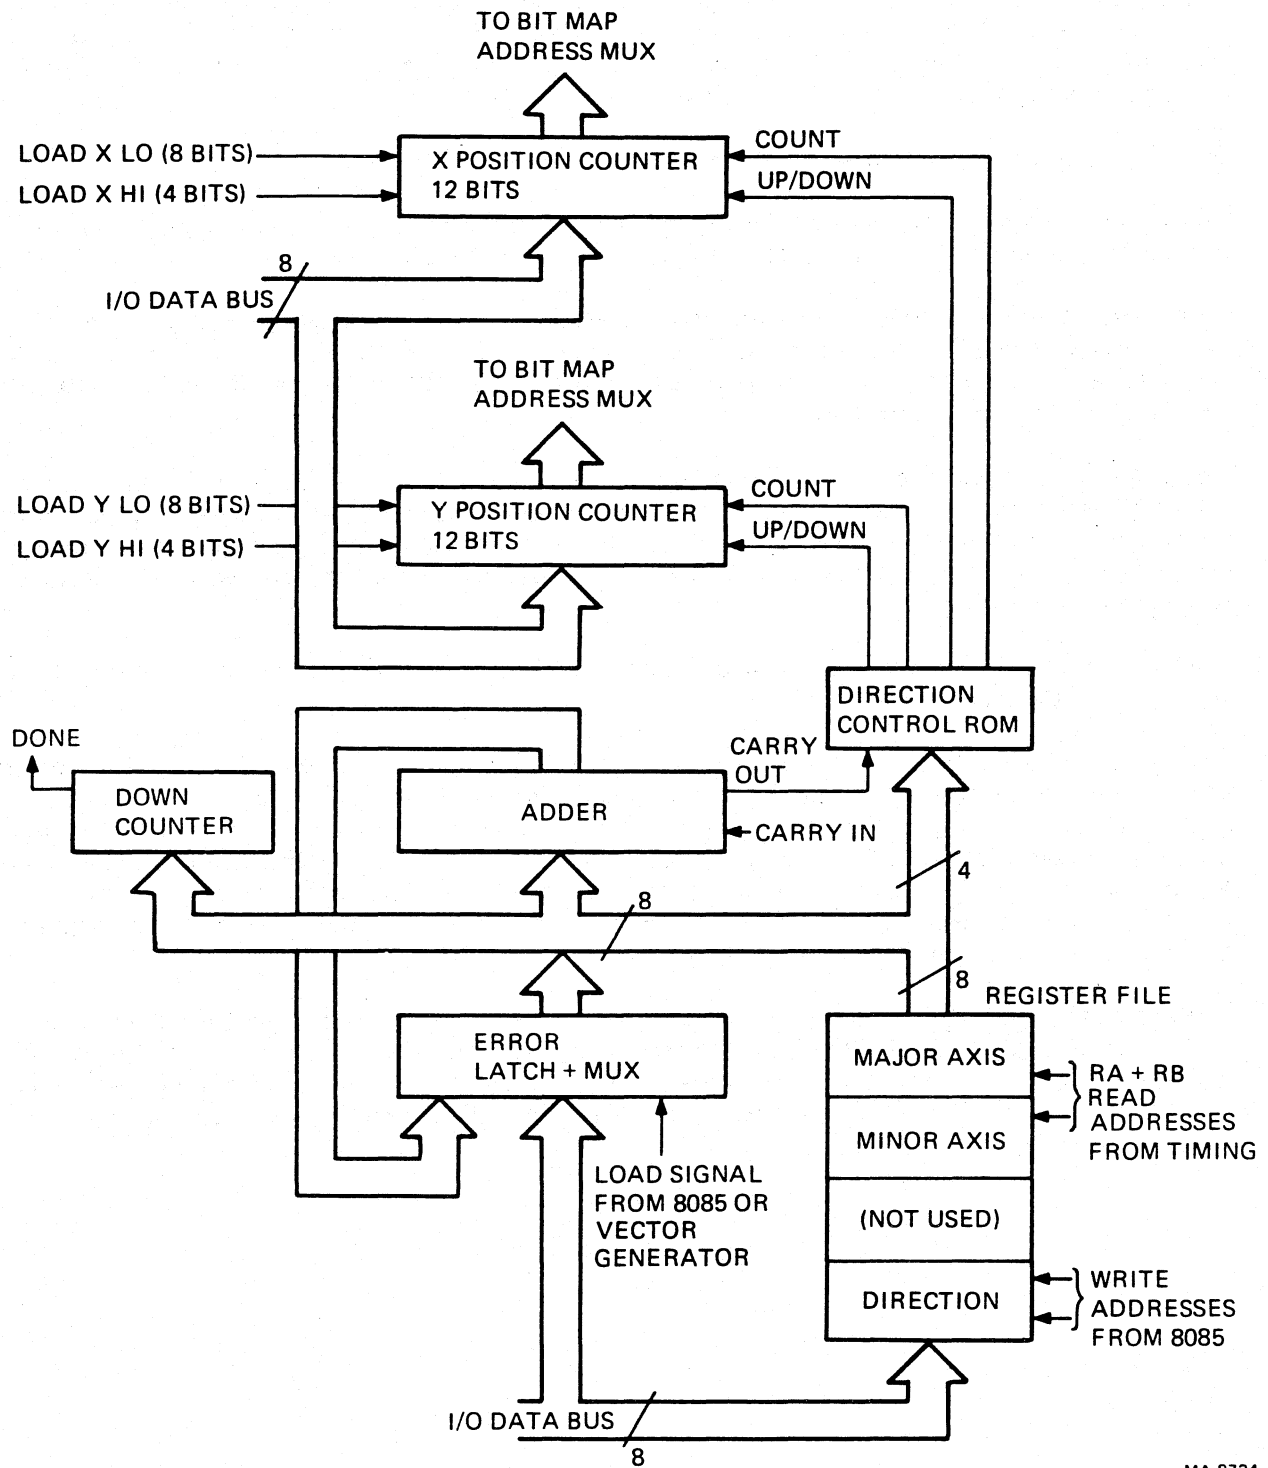 TO BIT MAP
ADDRESS MUX
LOAD X LO (8 BITS)
LOAD X HI (4 BITS)
X POSITION COUNTER
12 BITS
COUNT
UP/DOWN
8
I/O DATA BUS
TO BIT MAP
ADDRESS MUX
LOAD Y LO (8 BITS)
LOAD Y HI (4 BITS)
Y POSITION COUNTER
12 BITS
COUNT
UP/DOWN
DIRECTION
CONTROL ROM
DONE
DOWN
COUNTER
ADDER
CARRY
OUT
CARRY IN
4
8
8
REGISTER FILE
ERROR
LATCH + MUX
MAJOR AXIS
MINOR AXIS
(NOT USED)
DIRECTION
RA + RB
READ
ADDRESSES
FROM TIMING
LOAD SIGNAL
FROM 8085 OR
VECTOR
GENERATOR
WRITE
ADDRESSES
FROM 8085
I/O DATA BUS
8